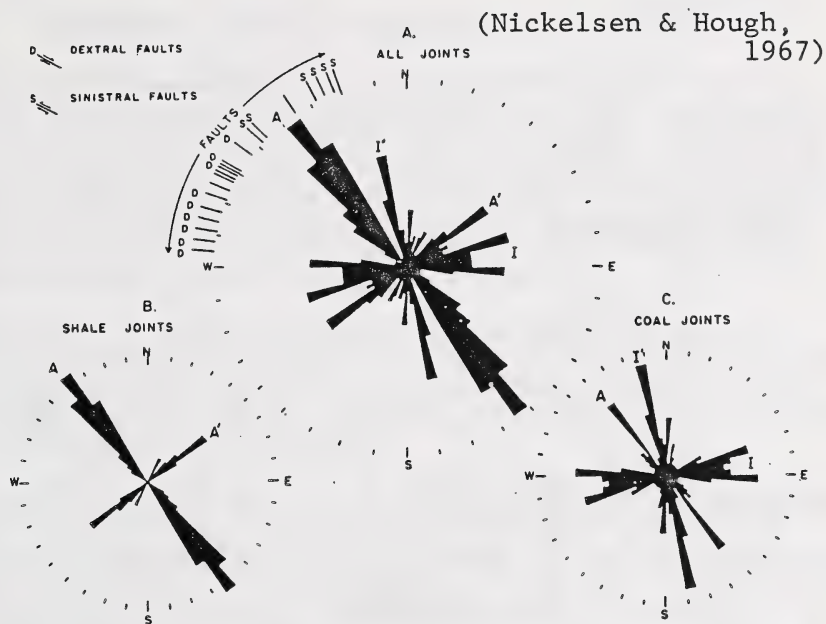 (Nickelsen & Hough,
1967)
D DEXTRAL FAULTS
S SINISTRAL FAULTS
A.
ALL JOINTS
N
E
S
W
FAULTS
S S S S
S S
D
D
D
D
D
D
D
D
D
A
I'
A'
I
B.
SHALE JOINTS
N
E
S
W
A
A'
C.
COAL JOINTS
N
E
S
W
I'
A
I